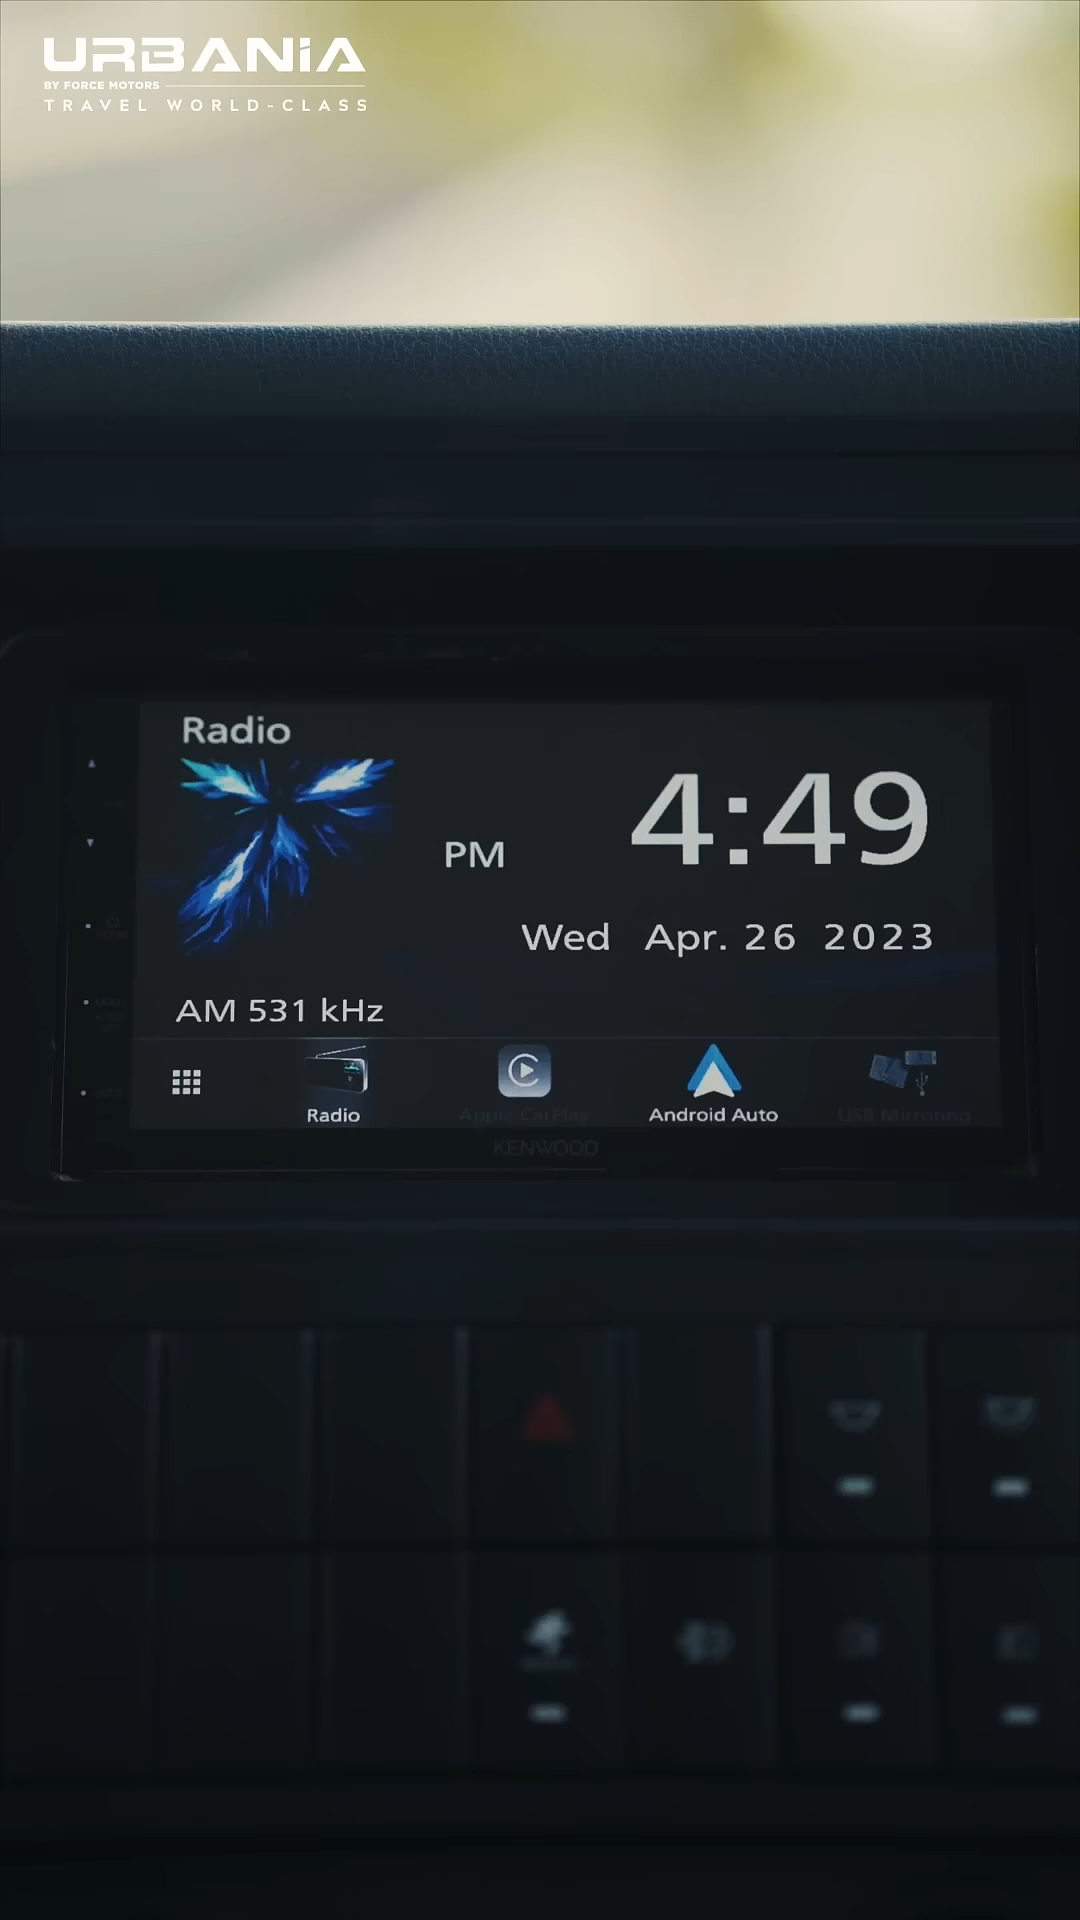 URBANIA
BY FORCE MOTORS
TRAVEL WORLD-CLASS
Radio
4:49
PM
Wed Apr. 26 2023
AM 531 kHz
Radio
Apple CarPlay
Android Auto
USB Mirroring
KENWOOD